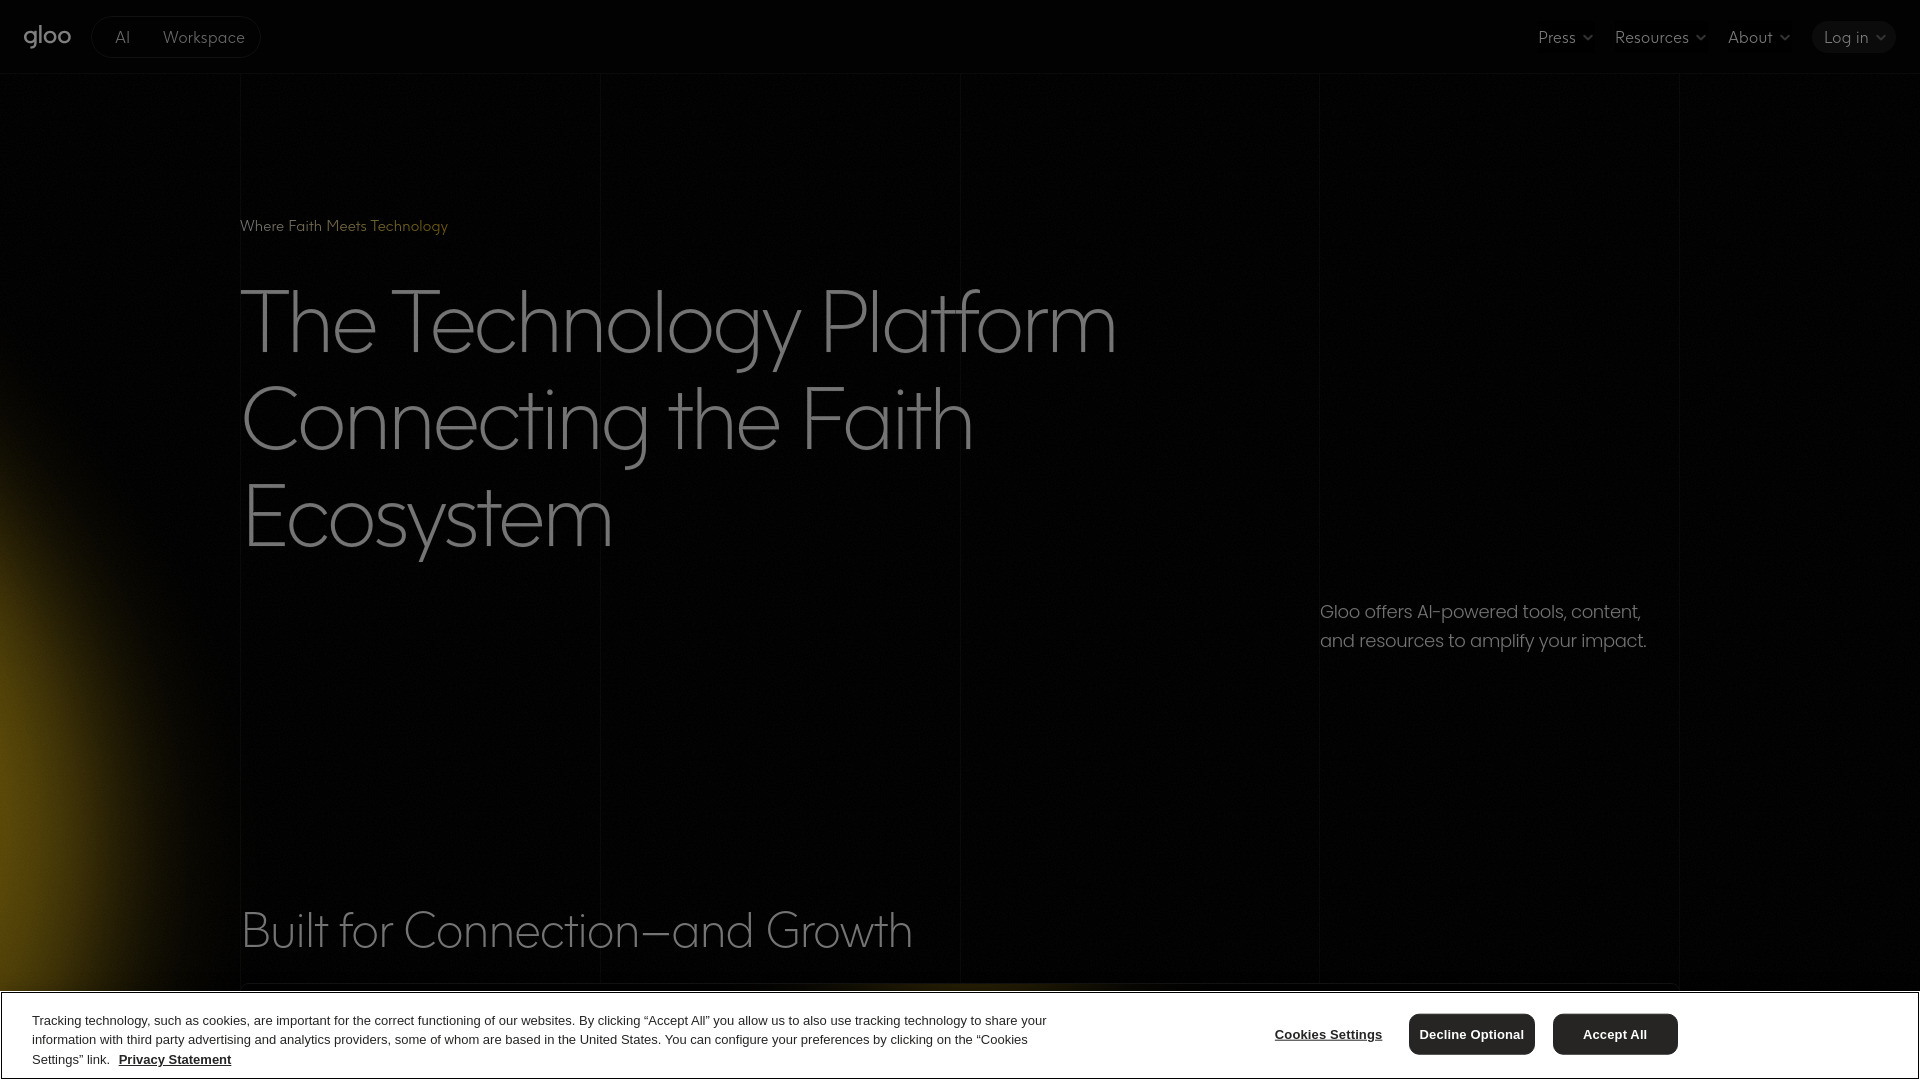 gloo
AI
Workspace
Press
Resources
About
Log in
Where Faith Meets Technology
The Technology Platform
Connecting the Faith
Ecosystem
Gloo offers AI-powered tools, content,
and resources to amplify your impact.
Built for Connection—and Growth
Tracking technology, such as cookies, are important for the correct functioning of our websites. By clicking “Accept All” you allow us to also use tracking technology to share your
information with third party advertising and analytics providers, some of whom are based in the United States. You can configure your preferences by clicking on the “Cookies
Settings” link. Privacy Statement
Cookies Settings
Decline Optional
Accept All